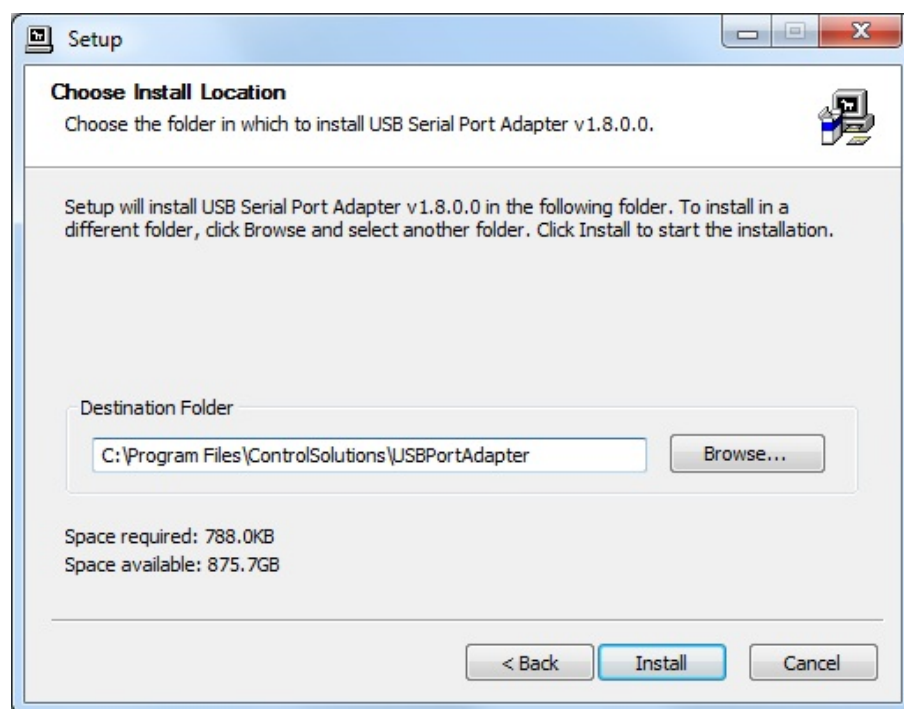 Setup
Choose Install Location
Choose the folder in which to install USB Serial Port Adapter v1.8.0.0.
Setup will install USB Serial Port Adapter v1.8.0.0 in the following folder. To install in a
different folder, click Browse and select another folder. Click Install to start the installation.
Destination Folder
C:\Program Files\ControlSolutions\USBPortAdapter
Browse...
Space required: 788.0KB
Space available: 875.7GB
< Back
Install
Cancel